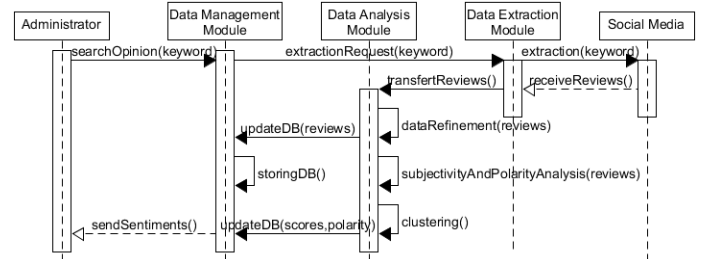 Administrator
Data Management
Module
Data Analysis
Module
Data Extraction
Module
Social Media
searchOpinion(keyword)
extractionRequest(keyword)
extraction(keyword)
transfertReviews()
receiveReviews()
updateDB(reviews)
dataRefinement(reviews)
storingDB()
subjectivityAndPolarityAnalysis(reviews)
sendSentiments()
updateDB(scores,polarity)
clustering()